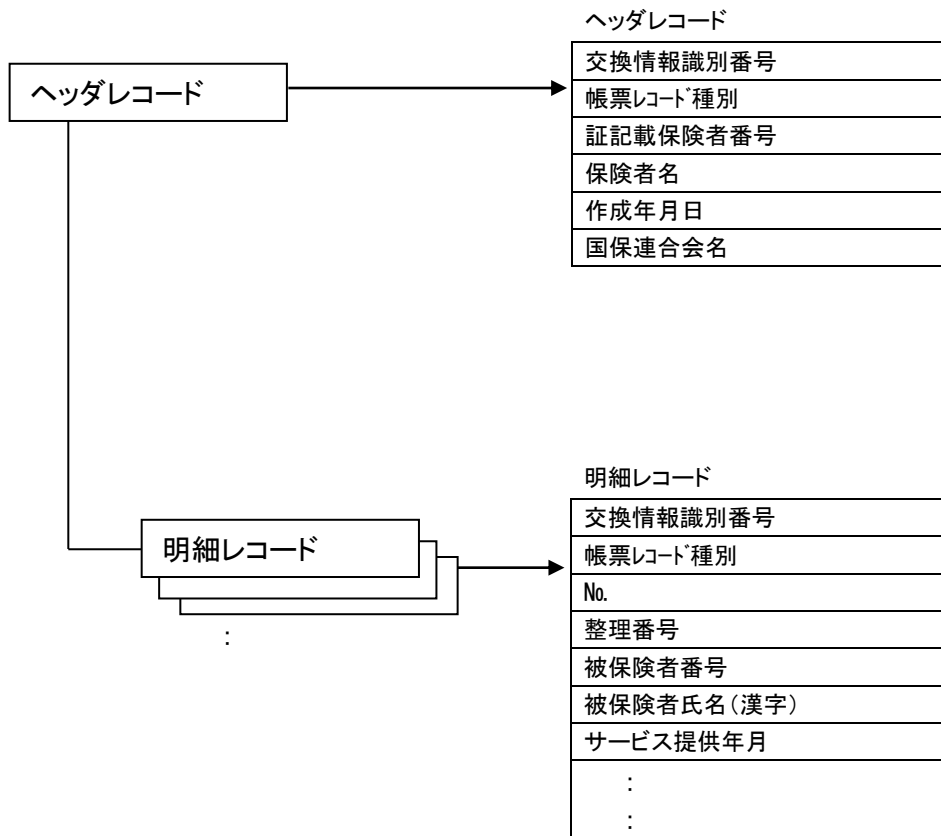 ヘッダレコード
ヘッダレコード
交換情報識別番号
帳票ﾚｺｰﾄﾞ種別
証記載保険者番号
保険者名
作成年月日
国保連合会名
明細レコード
:
明細レコード
交換情報識別番号
帳票ﾚｺｰﾄﾞ種別
№
整理番号
被保険者番号
被保険者氏名(漢字)
サービス提供年月
:
: